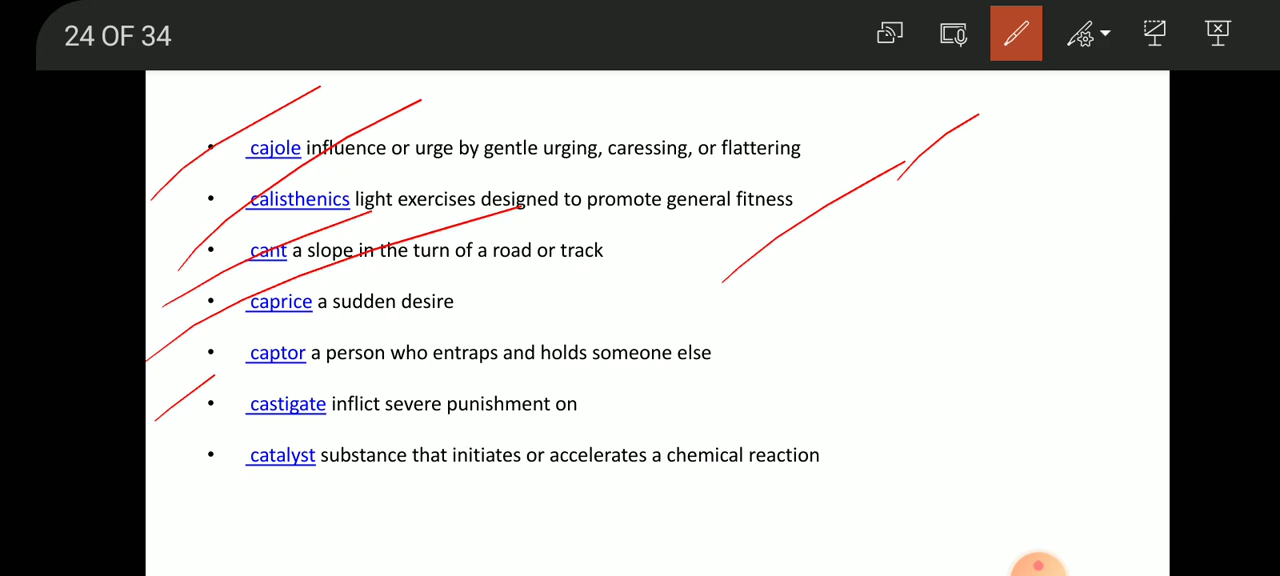 24 OF 34
• cajole influence or urge by gentle urging, caressing, or flattering
• calisthenics light exercises designed to promote general fitness
• cant a slope in the turn of a road or track
• caprice a sudden desire
• captor a person who entraps and holds someone else
• castigate inflict severe punishment on
• catalyst substance that initiates or accelerates a chemical reaction